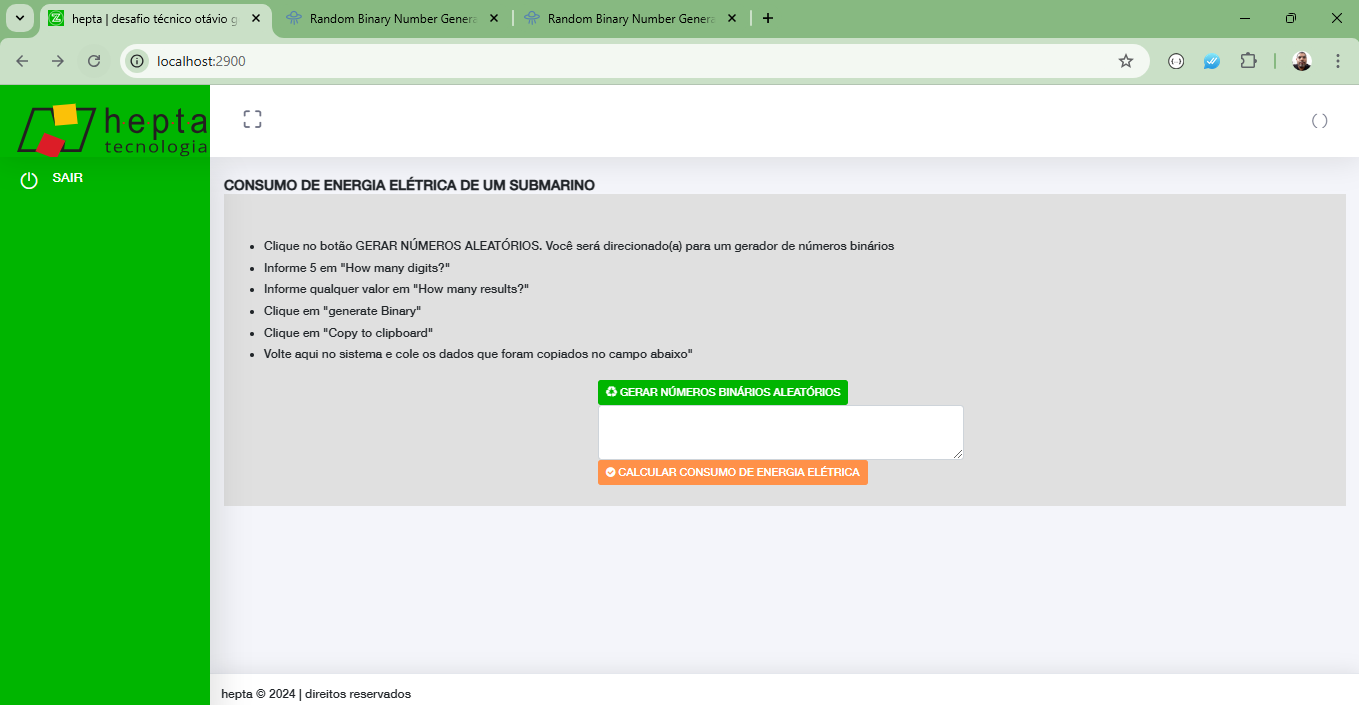 hepta | desafio técnico otávio g
Random Binary Number Genera
Random Binary Number Genera
localhost:2900
hepta
tecnologia
SAIR
CONSUMO DE ENERGIA ELÉTRICA DE UM SUBMARINO
Clique no botão GERAR NÚMEROS ALEATÓRIOS. Você será direcionado(a) para um gerador de números binários
Informe 5 em "How many digits?"
Informe qualquer valor em "How many results?"
Clique em "generate Binary"
Clique em "Copy to clipboard"
Volte aqui no sistema e cole os dados que foram copiados no campo abaixo"
GERAR NÚMEROS BINÁRIOS ALEATÓRIOS
CALCULAR CONSUMO DE ENERGIA ELÉTRICA
( )
hepta © 2024 | direitos reservados